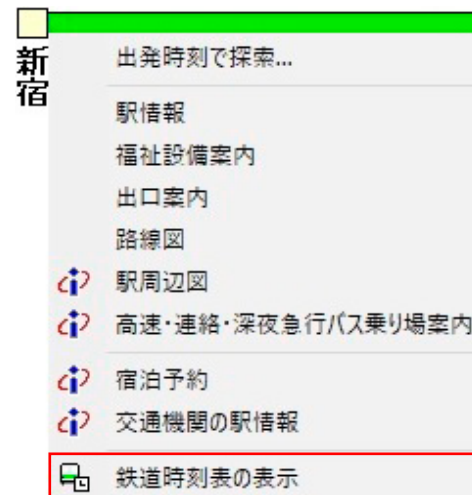 新宿
出発時刻で探索...
駅情報
福祉設備案内
出口案内
路線図
駅周辺図
高速・連絡・深夜急行バス乗り場案内
宿泊予約
交通機関の駅情報
鉄道時刻表の表示